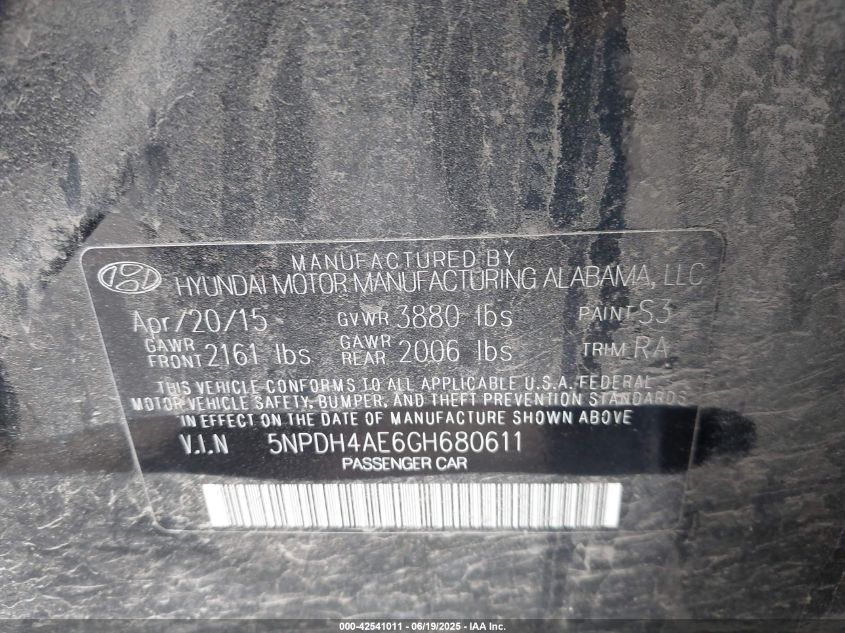 MANUFACTURED BY
HYUNDAI MOTOR MANUFACTURING ALABAMA, LLC
Apr/20/15 GVWR 3880 lbs PAINT S3
GAWR FRONT 2161 lbs GAWR REAR 2006 lbs TRIM RA
THIS VEHICLE CONFORMS TO ALL APPLICABLE U.S.A. FEDERAL
MOTOR VEHICLE SAFETY, BUMPER, AND THEFT PREVENTION STANDARDS
IN EFFECT ON THE DATE OF MANUFACTURE SHOWN ABOVE.
V.I.N 5NPDH4AE6GH680611
PASSENGER CAR
000-42541011 - 06/19/2025 - IAA Inc.